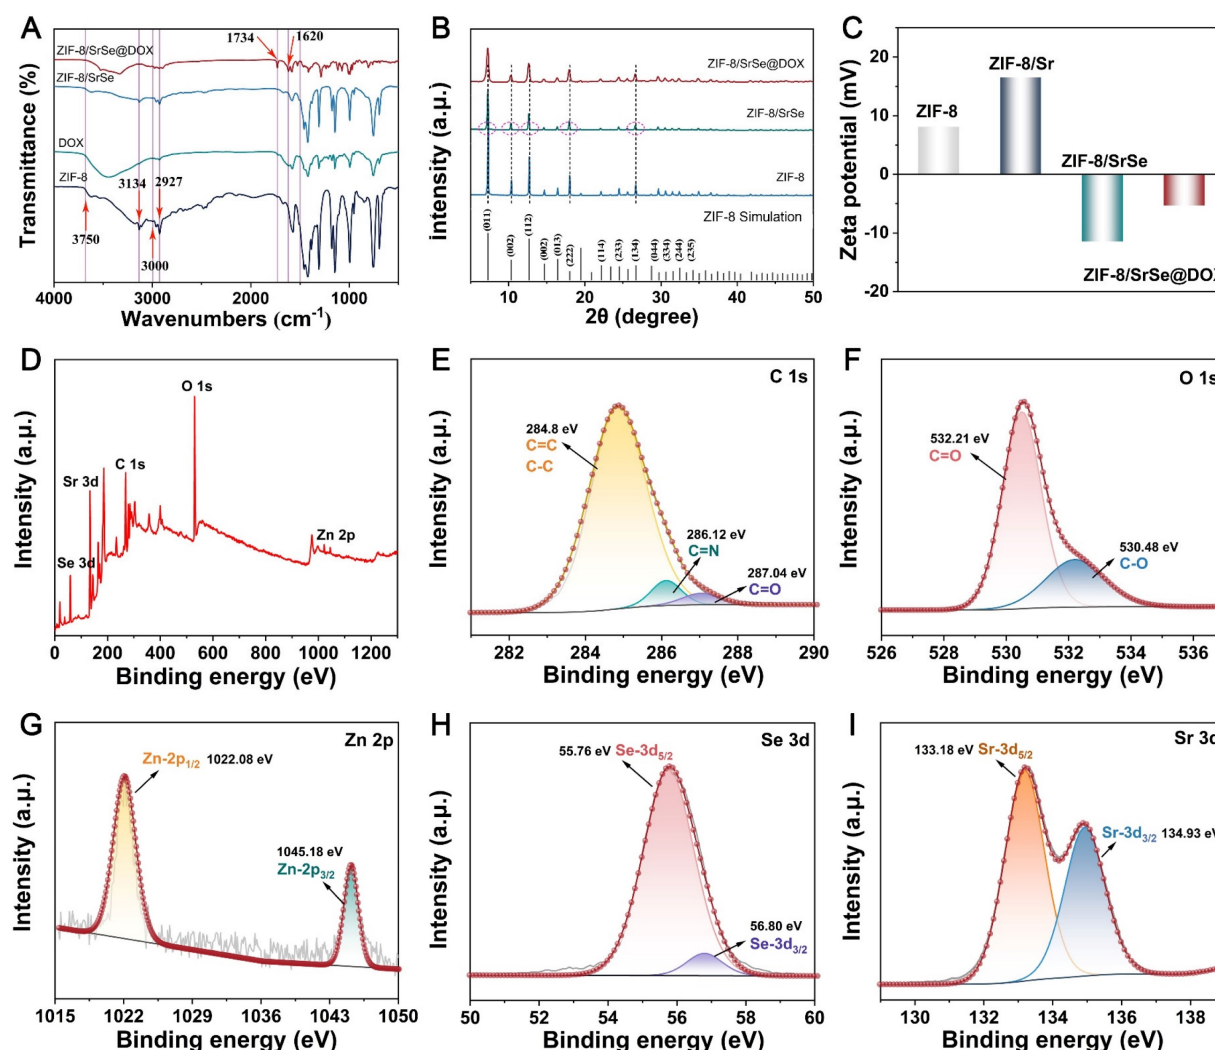 A
ZIF-8/SrSe@DOX
1734
1620
ZIF-8/SrSe
DOX
ZIF-8
3134
2927
3750
3000
Transmittance (%)
4000 3000 2000 1000
Wavenumbers (cm-1)
B
ZIF-8/SrSe@DOX
ZIF-8/SrSe
ZIF-8
ZIF-8 Simulation
(011)
(002)
(112)
(002)
(013)
(222)
(114)
(233)
(134)
(044)
(334)
(244)
(235)
intensity (a.μ.)
10 20 30 40 50
2θ (degree)
C
Zeta potential (mV)
20
10
0
-10
-20
ZIF-8
ZIF-8/Sr
ZIF-8/SrSe
ZIF-8/SrSe@DOX
D
Se 3d
Sr 3d
C 1s
O 1s
Zn 2p
Intensity (a.μ.)
0 200 400 600 800 1000 1200
Binding energy (eV)
E
C 1s
284.8 eV
C=C
C-C
286.12 eV
C=N
287.04 eV
C=O
Intensity (a.μ.)
282 284 286 288 290
Binding energy (eV)
F
O 1s
532.21 eV
C=O
530.48 eV
C-O
Intensity (a.μ.)
526 528 530 532 534 536
Binding energy (eV)
G
Zn 2p
Zn-2p1/2 1022.08 eV
1045.18 eV
Zn-2p3/2
Intensity (a.μ.)
1015 1022 1029 1036 1043 1050
Binding energy (eV)
H
Se 3d
55.76 eV Se-3d5/2
56.80 eV
Se-3d3/2
Intensity (a.μ.)
50 52 54 56 58 60
Binding energy (eV)
I
Sr 3d
133.18 eV Sr-3d5/2
Sr-3d3/2 134.93 eV
Intensity (a.μ.)
130 132 134 136 138
Binding energy (eV)